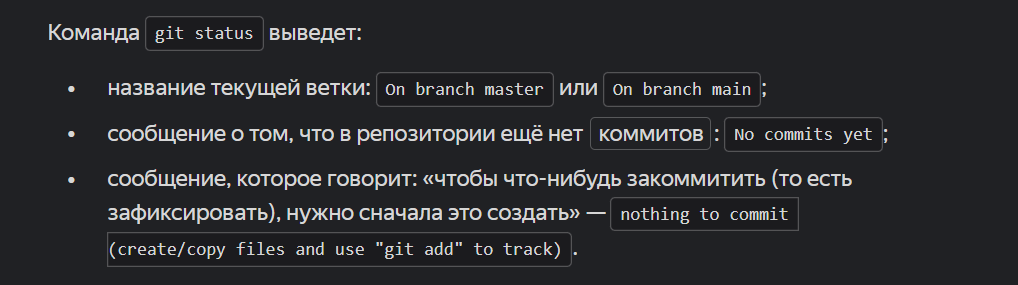 Команда git status выведет:
• название текущей ветки: On branch master или On branch main;
• сообщение о том, что в репозитории ещё нет коммитов: No commits yet;
• сообщение, которое говорит: «чтобы что-нибудь закоммитить (то есть
зафиксировать), нужно сначала это создать» — nothing to commit
(create/copy files and use "git add" to track).